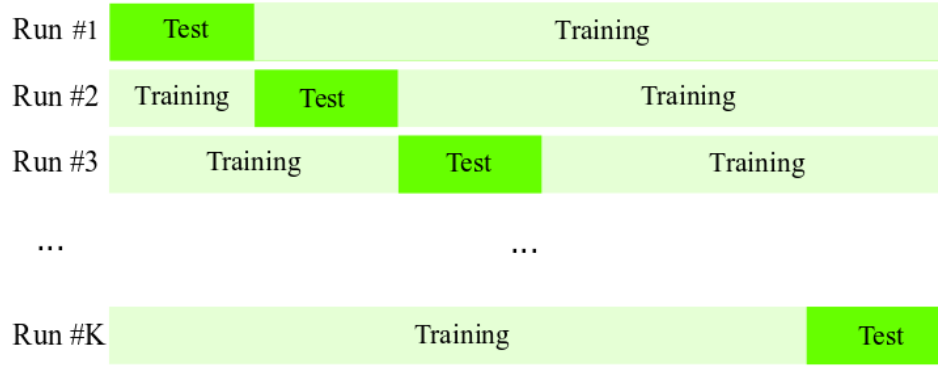 Run #1 Test Training
Run #2 Training Test Training
Run #3 Training Test Training
... ...
Run #K Training Test